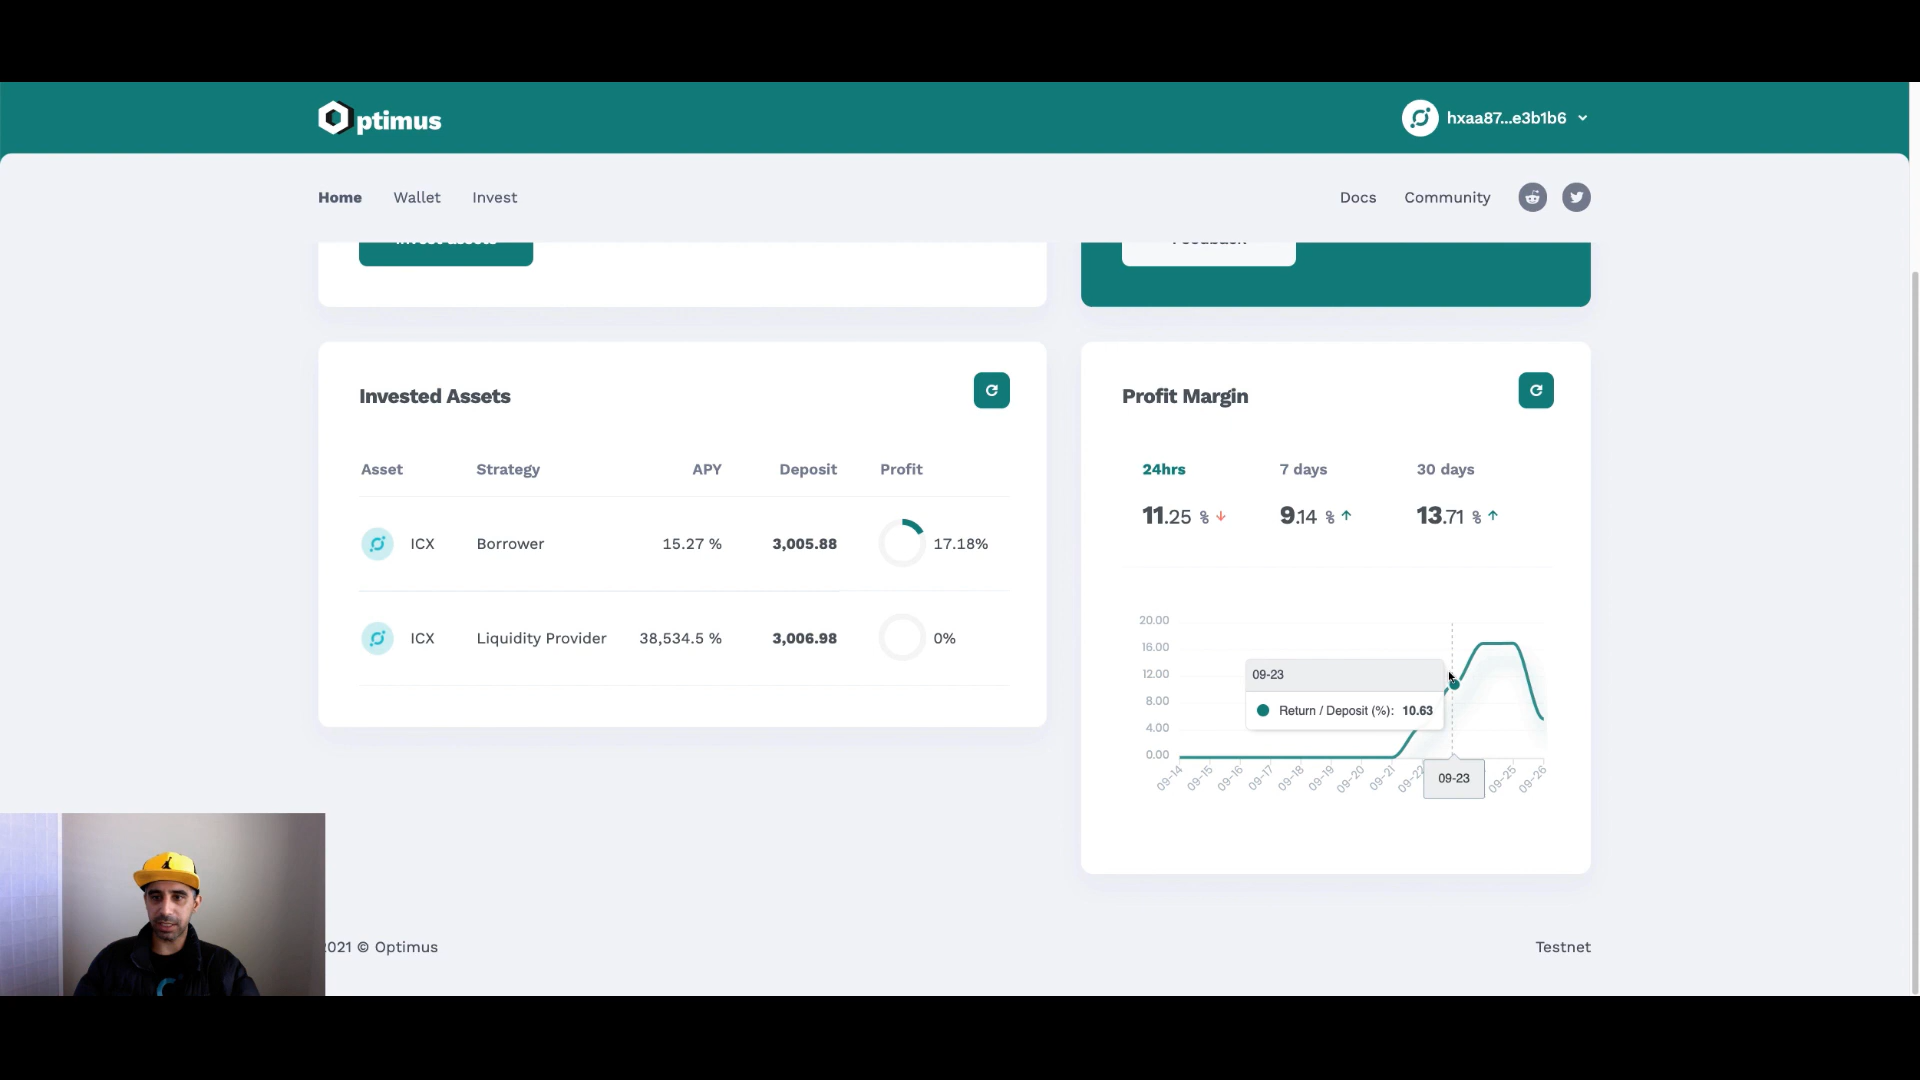 Optimus
hxaa87...e3b1b6
Home
Wallet
Invest
Docs
Community
Invested Assets
Asset Strategy APY Deposit Profit
ICX Borrower 15.27 % 3,005.88 17.18%
ICX Liquidity Provider 38,534.5 % 3,006.98 0%
Profit Margin
24hrs 7 days 30 days
11.25 % 9.14 % 13.71 %
20.00
16.00
12.00
8.00
4.00
0.00
09-23
Return / Deposit (%): 10.63
09-14
09-15
09-16
09-17
09-18
09-19
09-20
09-21
09-22
09-23
09-25
09-26
© Optimus
Testnet